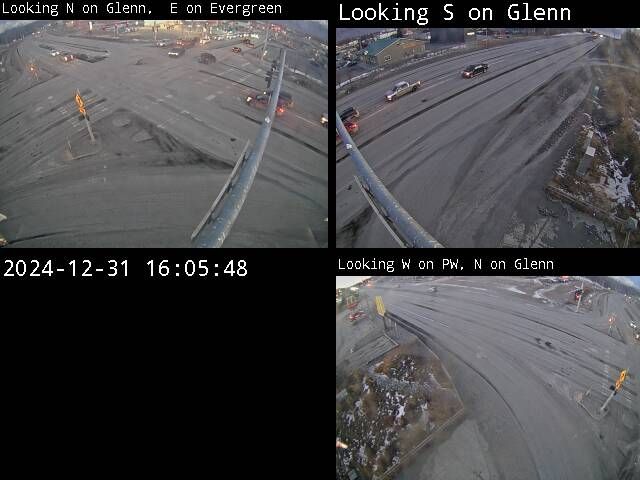 Looking N on Glenn,  E on Evergreen
Looking S on Glenn
2024-12-31 16:05:48
Looking W on PW, N on Glenn